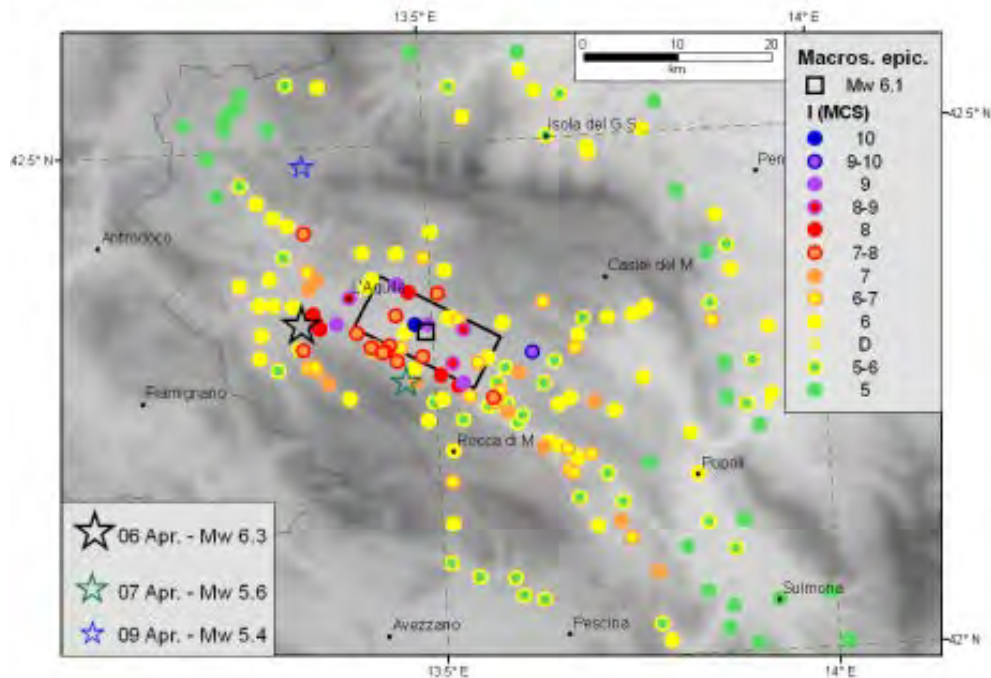 13.5° E
14° E
0 10 20
km
Macros. epic.
Mw 6.1
I (MCS)
10
9-10
9
8-9
8
7-8
7
6-7
6
D
5-6
5
42.5° N
42.5° N
Isola del G.S.
Antrodoco
Castel del M.
L'Aquila
Fiamignano
Rocca di M.
Popoli
Sulmona
Avezzano
Pescina
06 Apr. - Mw 6.3
07 Apr. - Mw 5.6
09 Apr. - Mw 5.4
42° N
13.5° E
14° E